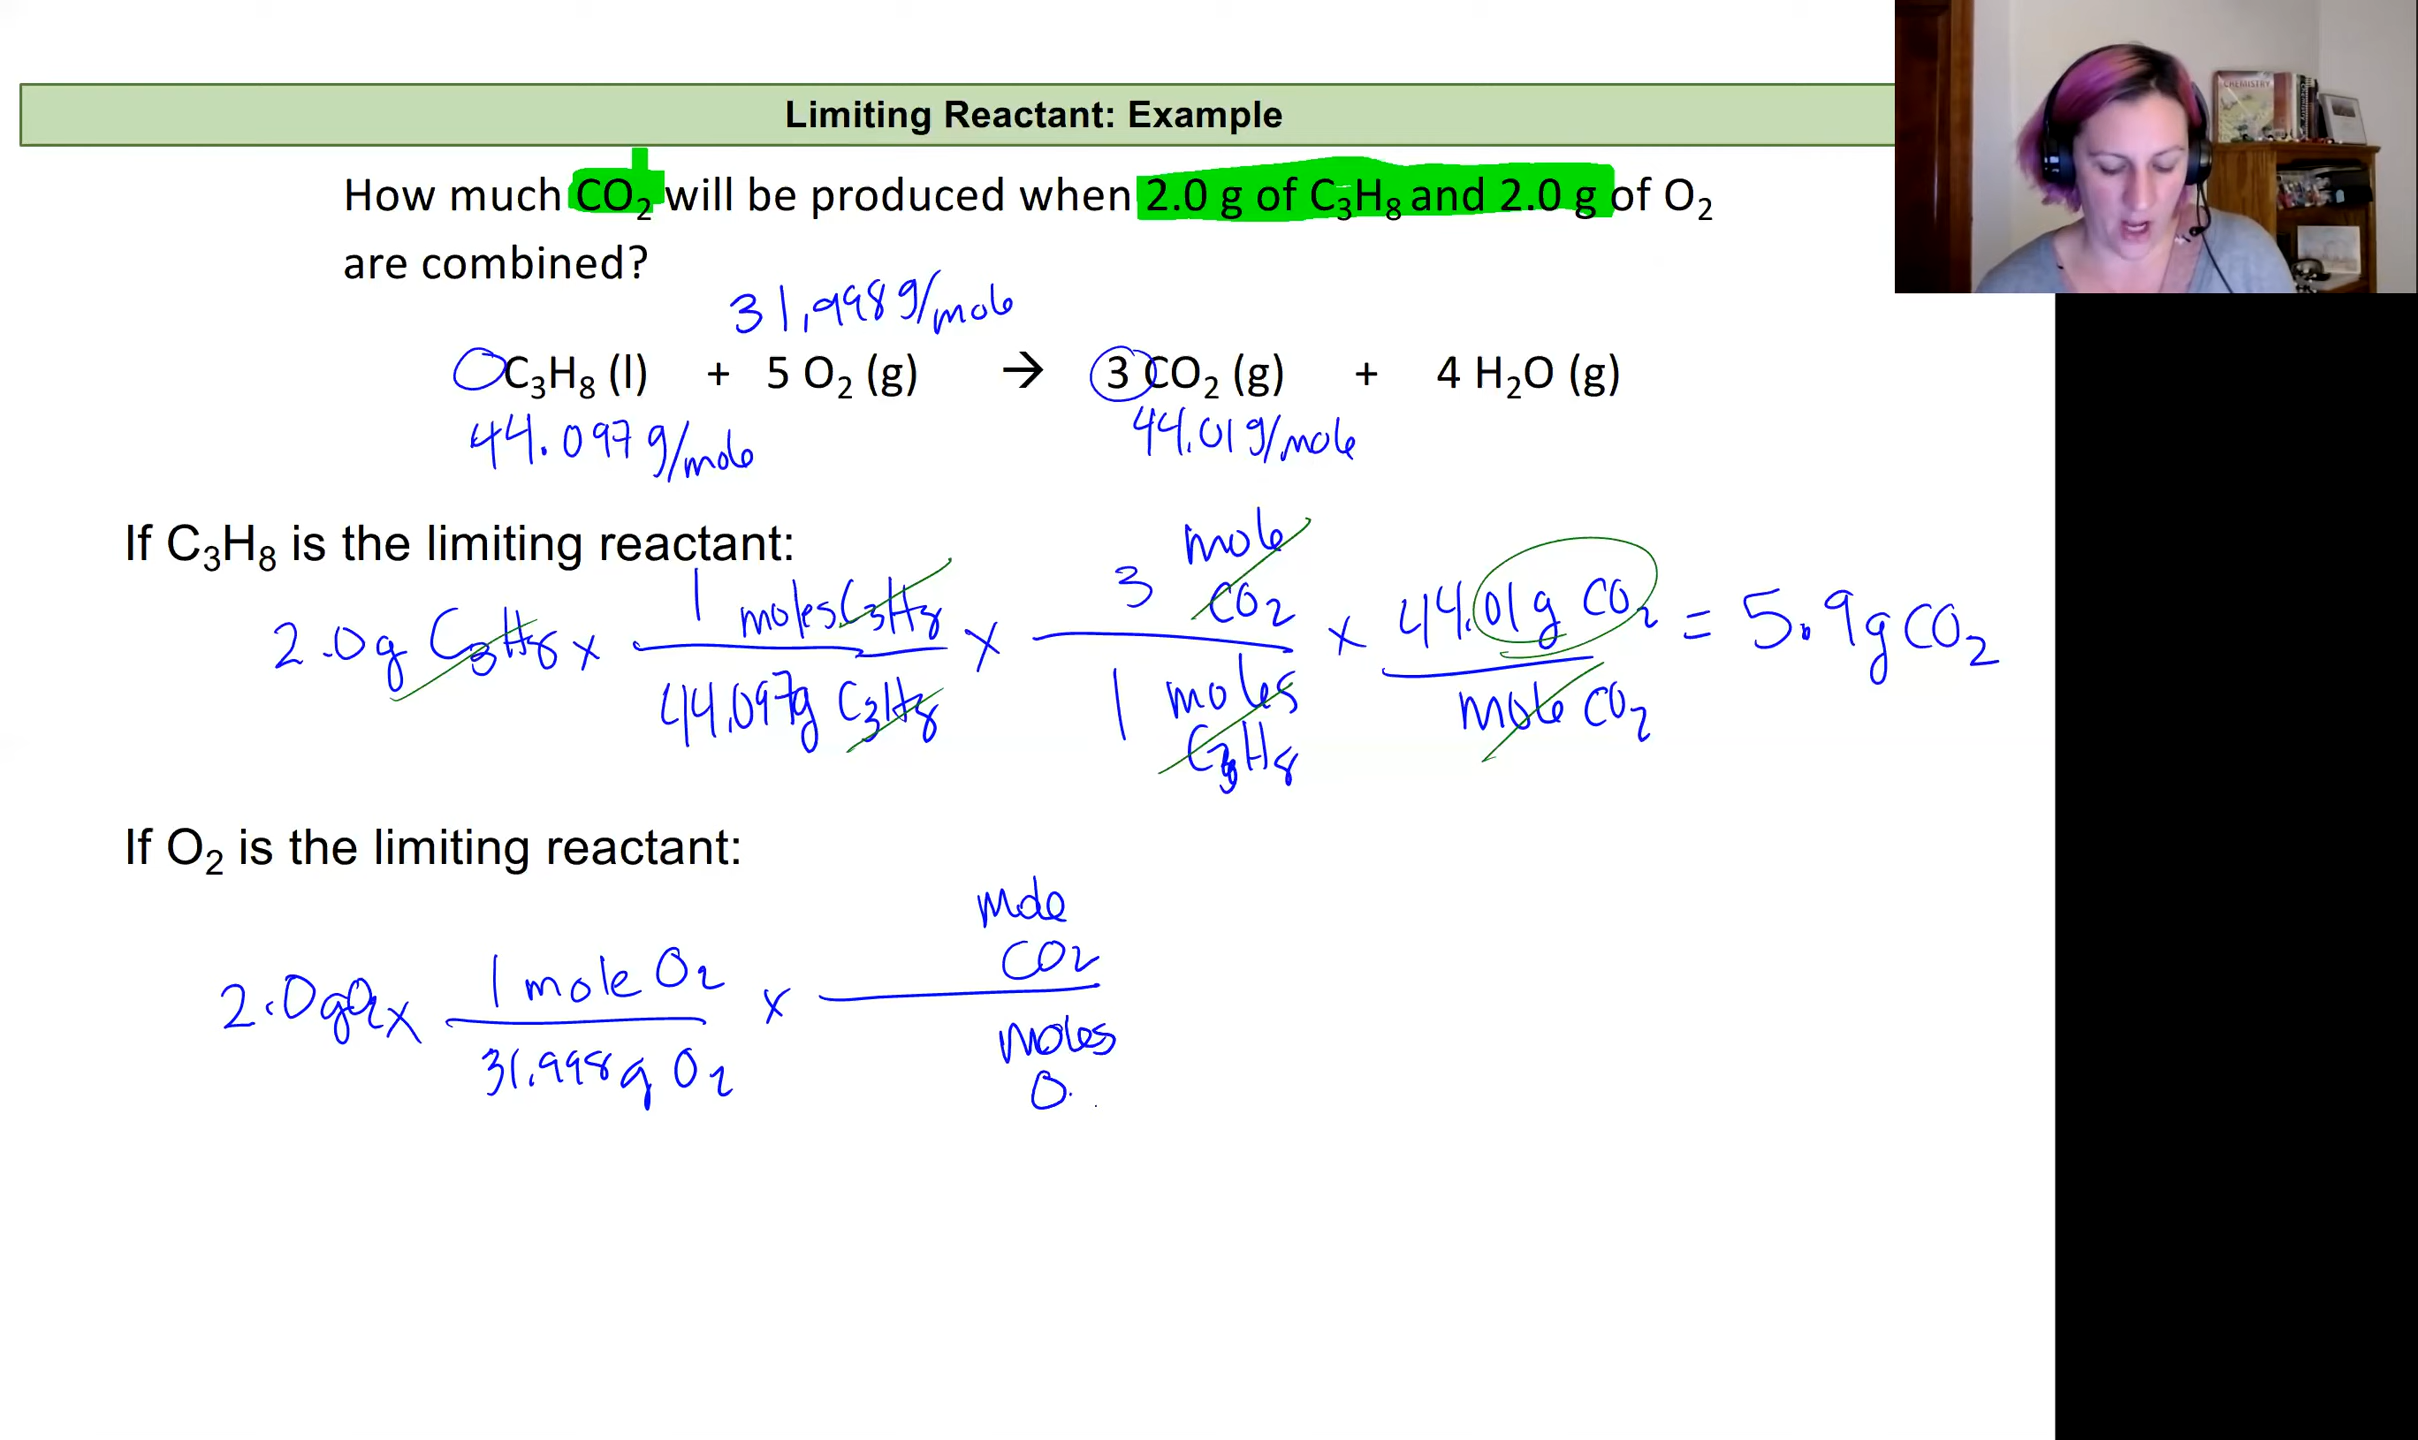 Limiting Reactant: Example
CHEMISTRY
How much CO₂ will be produced when 2.0 g of C₃H₈ and 2.0 g of O₂
are combined?
31.998 g/mole
C₃H₈ (l) + 5 O₂ (g) → 3 CO₂ (g) + 4 H₂O (g)
44.097 g/mole 44.01 g/mole
If C₃H₈ is the limiting reactant:
2.0 g C₃H₈ x 1 moles C₃H₈ / 44.097g C₃H₈ x 3 mole CO₂ / 1 moles C₃H₈ x 44.01 g CO₂ / mole CO₂ = 5.9 g CO₂
If O₂ is the limiting reactant:
2.0 g O₂ x 1 mole O₂ / 31.998 g O₂ x mole CO₂ / moles O